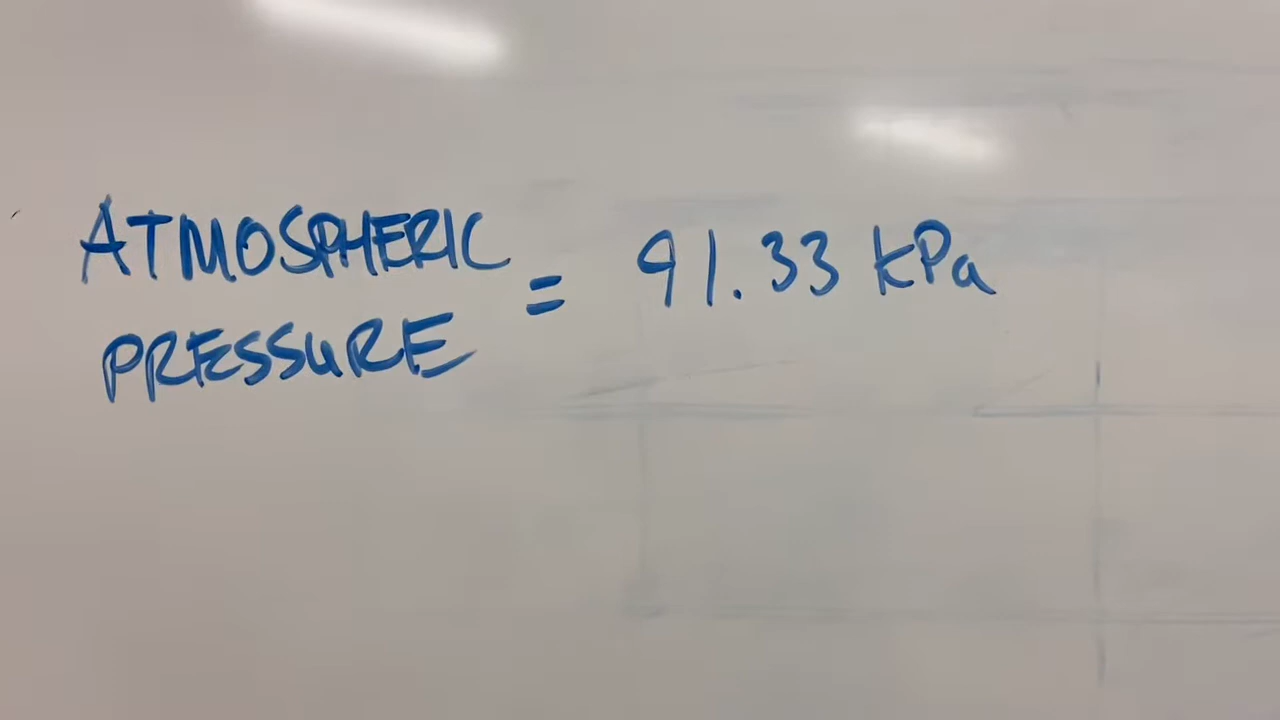 ATMOSPHERIC
PRESSURE = 91.33 kPa